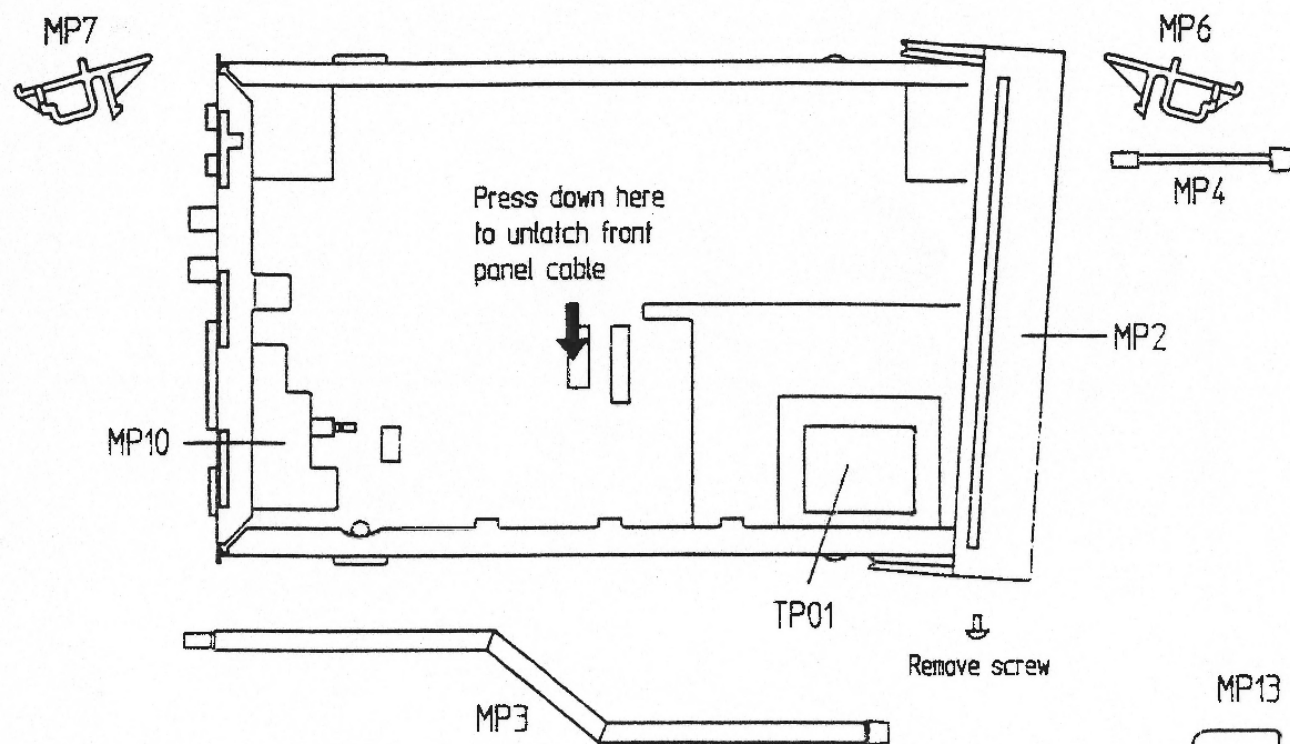 MP7
MP6
MP4
Press down here
to unlatch front
panel cable
MP2
MP10
TP01
Remove screw
MP3
MP13